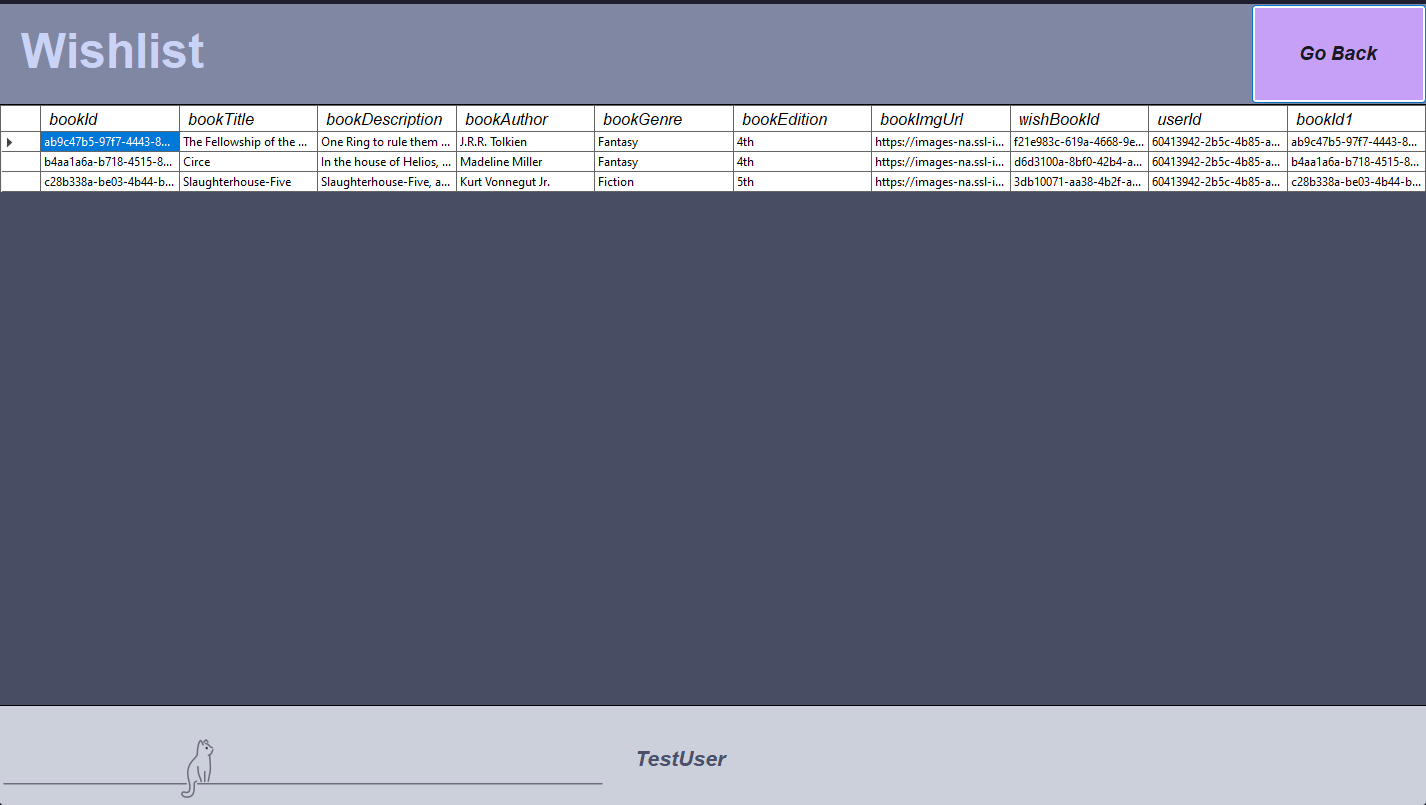 Wishlist
Go Back
bookId bookTitle bookDescription bookAuthor bookGenre bookEdition bookImgUrl wishBookId userId bookId1
ab9c47b5-97f7-4443-8... The Fellowship of the ... One Ring to rule them ... J.R.R. Tolkien Fantasy 4th https://images-na.ssl-i... f21e983c-619a-4668-9e... 60413942-2b5c-4b85-a... ab9c47b5-97f7-4443-8...
b4aa1a6a-b718-4515-8... Circe In the house of Helios, ... Madeline Miller Fantasy 4th https://images-na.ssl-i... d6d3100a-8bf0-42b4-a... 60413942-2b5c-4b85-a... b4aa1a6a-b718-4515-8...
c28b338a-be03-4b44-b... Slaughterhouse-Five Slaughterhouse-Five, a... Kurt Vonnegut Jr. Fiction 5th https://images-na.ssl-i... 3db10071-aa38-4b2f-a... 60413942-2b5c-4b85-a... c28b338a-be03-4b44-b...
TestUser